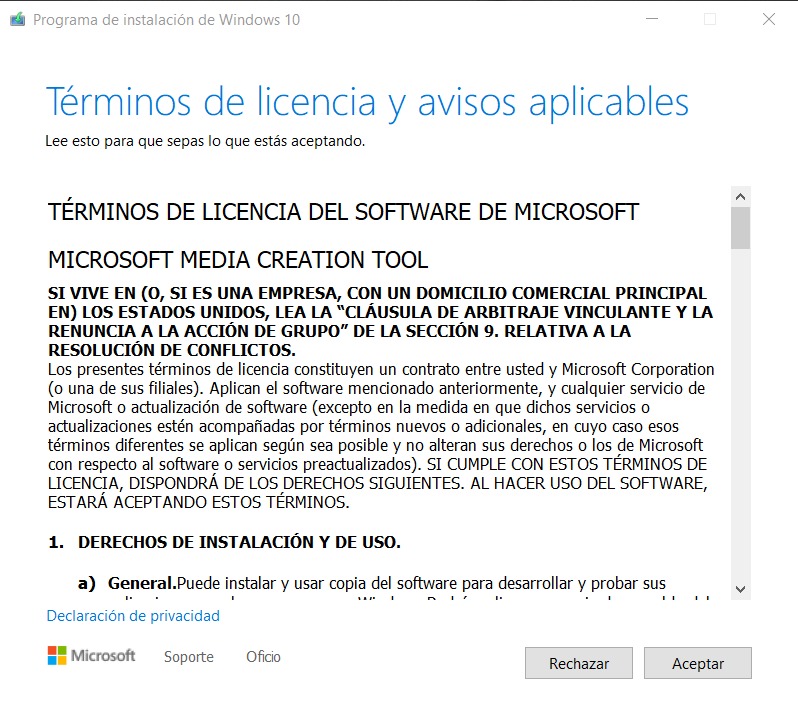 Programa de instalación de Windows 10
Términos de licencia y avisos aplicables
Lee esto para que sepas lo que estás aceptando.
TÉRMINOS DE LICENCIA DEL SOFTWARE DE MICROSOFT
MICROSOFT MEDIA CREATION TOOL
SI VIVE EN (O, SI ES UNA EMPRESA, CON UN DOMICILIO COMERCIAL PRINCIPAL
EN) LOS ESTADOS UNIDOS, LEA LA “CLÁUSULA DE ARBITRAJE VINCULANTE Y LA
RENUNCIA A LA ACCIÓN DE GRUPO” DE LA SECCIÓN 9. RELATIVA A LA
RESOLUCIÓN DE CONFLICTOS.
Los presentes términos de licencia constituyen un contrato entre usted y Microsoft Corporation
(o una de sus filiales). Aplican el software mencionado anteriormente, y cualquier servicio de
Microsoft o actualización de software (excepto en la medida en que dichos servicios o
actualizaciones estén acompañadas por términos nuevos o adicionales, en cuyo caso esos
términos diferentes se aplican según sea posible y no alteran sus derechos o los de Microsoft
con respecto al software o servicios preactualizados). SI CUMPLE CON ESTOS TÉRMINOS DE
LICENCIA, DISPONDRÁ DE LOS DERECHOS SIGUIENTES. AL HACER USO DEL SOFTWARE,
ESTARÁ ACEPTANDO ESTOS TÉRMINOS.
1. DERECHOS DE INSTALACIÓN Y DE USO.
a) General.Puede instalar y usar copia del software para desarrollar y probar sus
Declaración de privacidad
Microsoft Soporte Oficio
Rechazar Aceptar